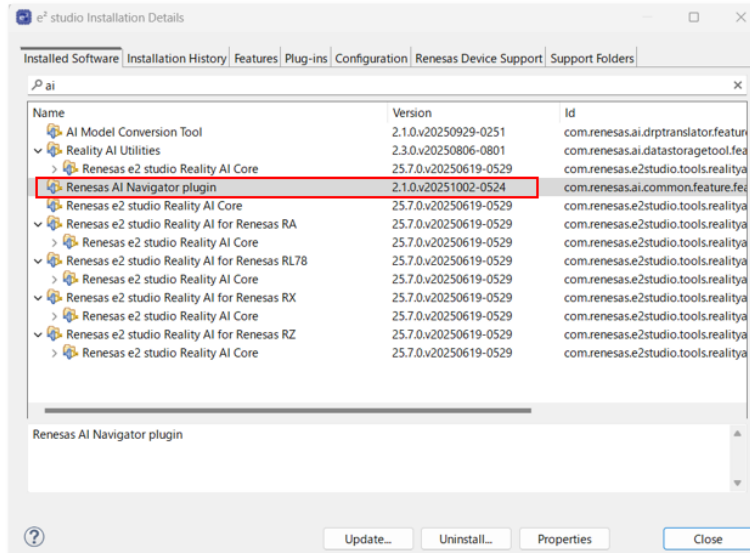 e² studio Installation Details
Installed Software Installation History Features Plug-ins Configuration Renesas Device Support Support Folders
ai
Name Version Id
AI Model Conversion Tool 2.1.0.v20250929-0251 com.renesas.ai.drptranslator.featur
Reality AI Utilities 2.3.0.v20250806-0801 com.renesas.ai.datastoragetool.fea
Renesas e2 studio Reality AI Core 25.7.0.v20250619-0529 com.renesas.e2studio.tools.realitya
Renesas AI Navigator plugin 2.1.0.v20251002-0524 com.renesas.ai.common.feature.fea
Renesas e2 studio Reality AI Core 25.7.0.v20250619-0529 com.renesas.e2studio.tools.realitya
Renesas e2 studio Reality AI for Renesas RA 25.7.0.v20250619-0529 com.renesas.e2studio.tools.realitya
Renesas e2 studio Reality AI Core 25.7.0.v20250619-0529 com.renesas.e2studio.tools.realitya
Renesas e2 studio Reality AI for Renesas RL78 25.7.0.v20250619-0529 com.renesas.e2studio.tools.realitya
Renesas e2 studio Reality AI Core 25.7.0.v20250619-0529 com.renesas.e2studio.tools.realitya
Renesas e2 studio Reality AI for Renesas RX 25.7.0.v20250619-0529 com.renesas.e2studio.tools.realitya
Renesas e2 studio Reality AI Core 25.7.0.v20250619-0529 com.renesas.e2studio.tools.realitya
Renesas e2 studio Reality AI for Renesas RZ 25.7.0.v20250619-0529 com.renesas.e2studio.tools.realitya
Renesas e2 studio Reality AI Core 25.7.0.v20250619-0529 com.renesas.e2studio.tools.realitya
Renesas AI Navigator plugin
Update... Uninstall... Properties Close